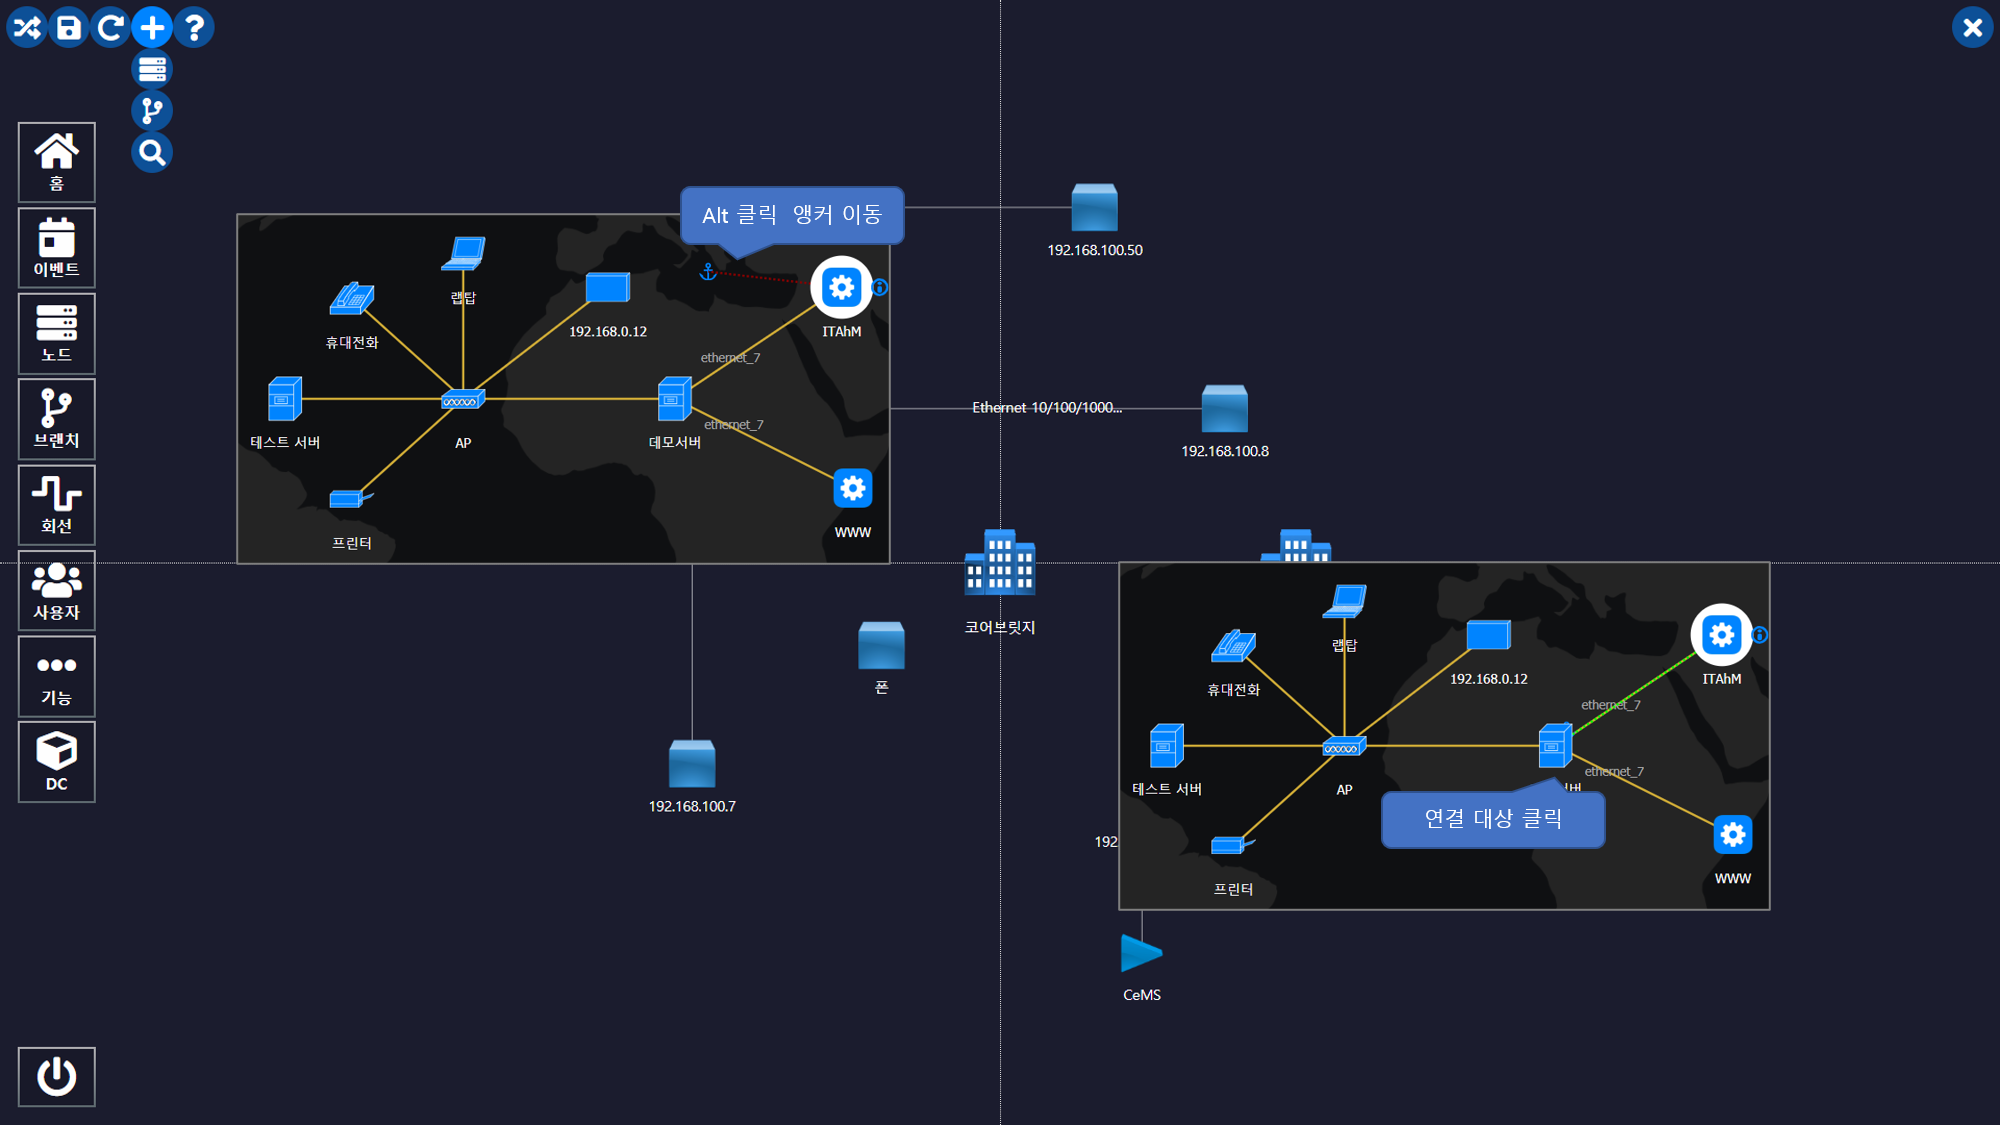 홈
이벤트
노드
브랜치
회선
사용자
기능
DC
Alt 클릭 앵커 이동
랩탑
휴대전화
192.168.0.12
ITAhM
ethernet_7
테스트 서버
AP
데모서버
ethernet_7
프린터
WWW
192.168.100.50
Ethernet 10/100/1000...
192.168.100.8
코어브릿지
폰
192.168.100.7
랩탑
휴대전화
192.168.0.12
ITAhM
ethernet_7
테스트 서버
AP
ethernet_7
버
연결 대상 클릭
192
프린터
WWW
CeMS